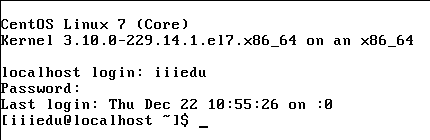 CentOS Linux 7 (Core)
Kernel 3.10.0-229.14.1.el7.x86_64 on an x86_64
localhost login: iiiedu
Password:
Last login: Thu Dec 22 10:55:26 on :0
[iiiedu@localhost ~]$ _